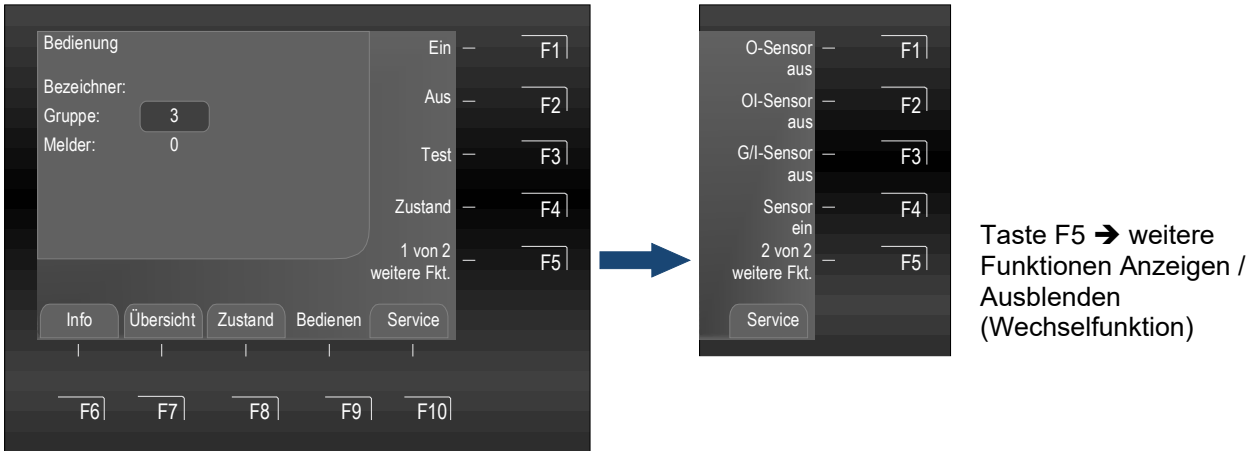 Bedienung
Bezeichner:
Gruppe: 3
Melder: 0
Ein – F1
Aus – F2
Test – F3
Zustand – F4
1 von 2
weitere Fkt. – F5
Info Übersicht Zustand Bedienen Service
F6 F7 F8 F9 F10
O-Sensor – F1
aus
OI-Sensor – F2
aus
G/I-Sensor – F3
aus
Sensor – F4
ein
2 von 2
weitere Fkt. – F5
Service
Taste F5 ➔ weitere
Funktionen Anzeigen /
Ausblenden
(Wechselfunktion)